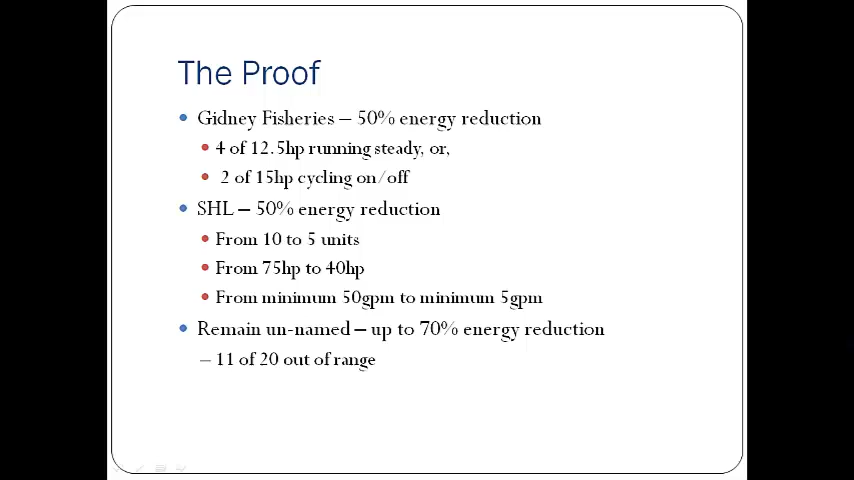 The Proof
Gidney Fisheries – 50% energy reduction
4 of 12.5hp running steady, or,
2 of 15hp cycling on/off
SHL – 50% energy reduction
From 10 to 5 units
From 75hp to 40hp
From minimum 50gpm to minimum 5gpm
Remain un-named – up to 70% energy reduction
– 11 of 20 out of range